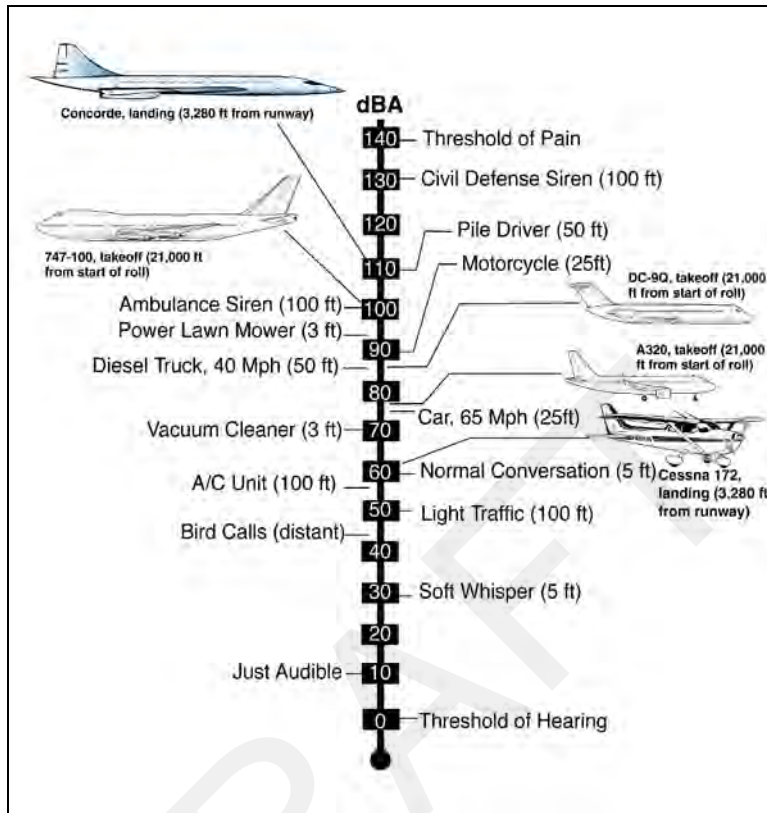 dBA
Concorde, landing (3,280 ft from runway)
140
Threshold of Pain
130
Civil Defense Siren (100 ft)
120
Pile Driver (50 ft)
747-100, takeoff (21,000 ft
from start of roll)
110
Motorcycle (25ft)
DC-9Q, takeoff (21,000
ft from start of roll)
Ambulance Siren (100 ft)
100
Power Lawn Mower (3 ft)
90
A320, takeoff (21,000
ft from start of roll)
Diesel Truck, 40 Mph (50 ft)
80
Car, 65 Mph (25ft)
Vacuum Cleaner (3 ft)
70
60
Normal Conversation (5 ft)
Cessna 172,
landing (3,280 ft
from runway)
A/C Unit (100 ft)
50
Light Traffic (100 ft)
Bird Calls (distant)
40
30
Soft Whisper (5 ft)
20
Just Audible
10
0
Threshold of Hearing
DRAFT